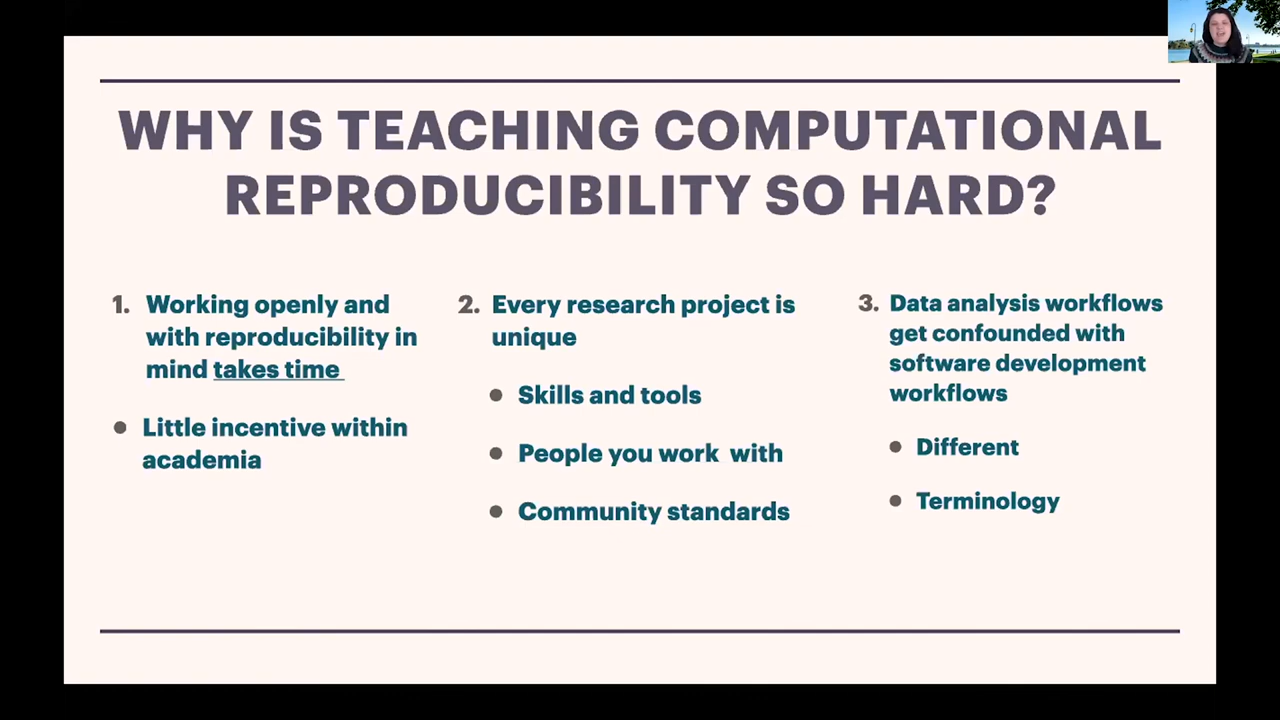 WHY IS TEACHING COMPUTATIONAL
REPRODUCIBILITY SO HARD?
1. Working openly and
with reproducibility in
mind takes time
● Little incentive within
academia
2. Every research project is
unique
● Skills and tools
● People you work  with
● Community standards
3. Data analysis workflows
get confounded with
software development
workflows
● Different
● Terminology